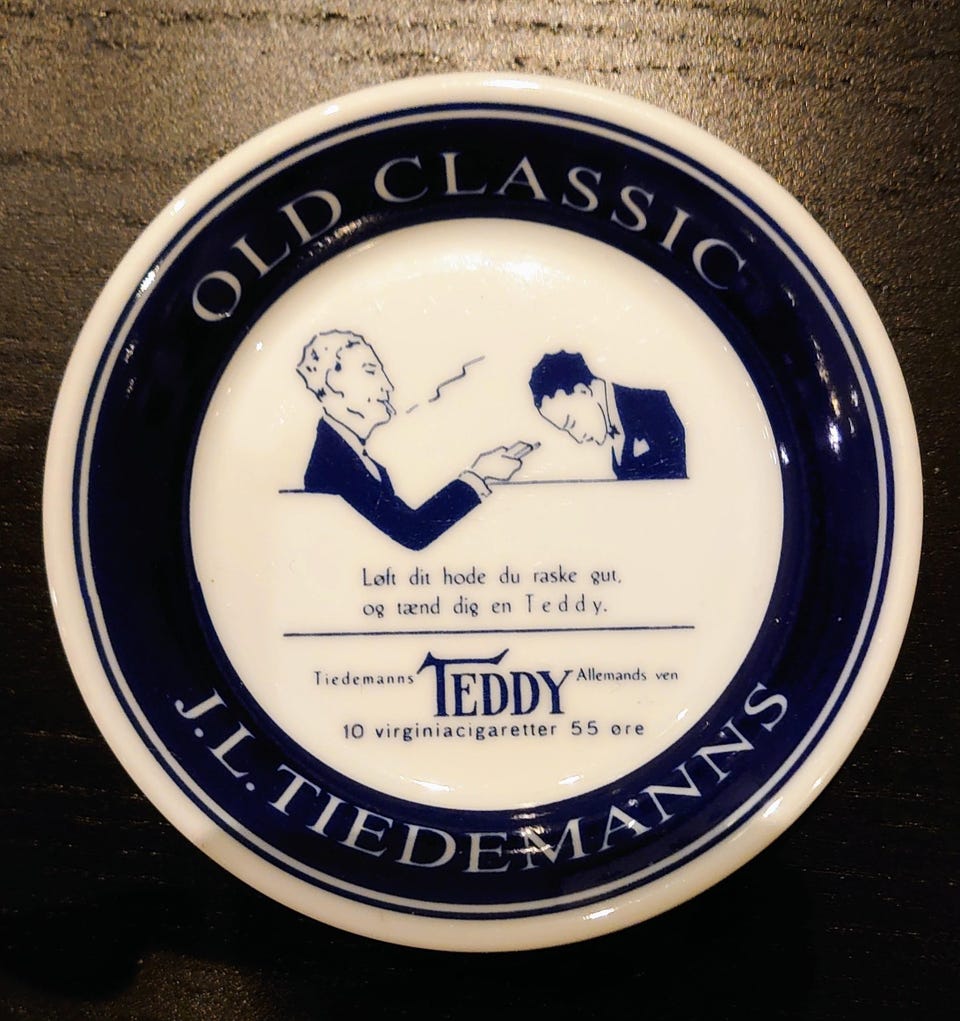 OLD CLASSIC
Løft dit hode du raske gut,
og tænd dig en Teddy.
Tiedemanns TEDDY Allemands ven
10 virginiacigaretter 55 øre
J.L. TIEDEMANNS